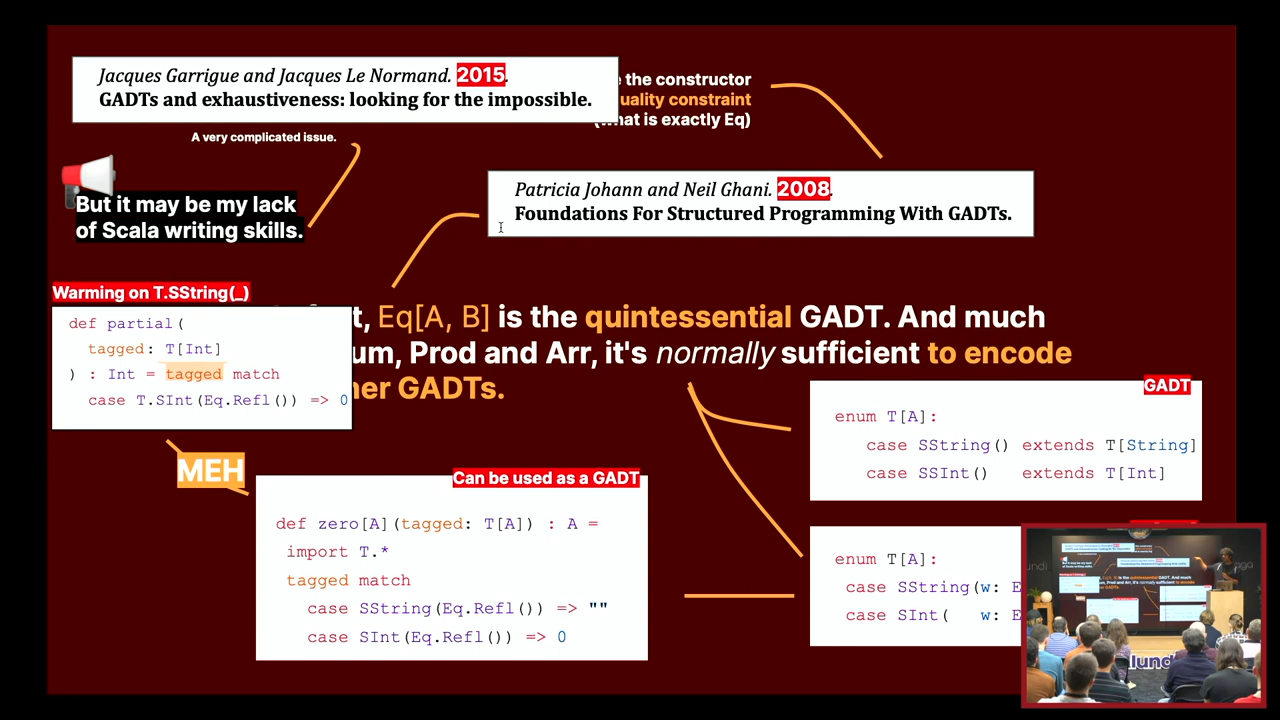 Jacques Garrigue and Jacques Le Normand. 2015.
GADTs and exhaustiveness: looking for the impossible.
the constructor
uality constraint
is exactly Eq)
A very complicated issue.
But it may be my lack
of Scala writing skills.
Patricia Johann and Neil Ghani. 2008.
Foundations For Structured Programming With GADTs.
Warming on T.SString(_)
def partial(
tagged: T[Int]
) : Int = tagged match
case T.SInt(Eq.Refl()) => 0
t, Eq[A, B] is the quintessential GADT. And much
um, Prod and Arr, it's normally sufficient to encode
er GADTs.
GADT
enum T[A]:
case SString() extends T[String]
case SSInt() extends T[Int]
MEH
Can be used as a GADT
def zero[A](tagged: T[A]) : A =
import T.*
tagged match
case SString(Eq.Refl()) => ""
case SInt(Eq.Refl()) => 0
enum T[A]:
case SString(w: E
case SInt( w: E
lund